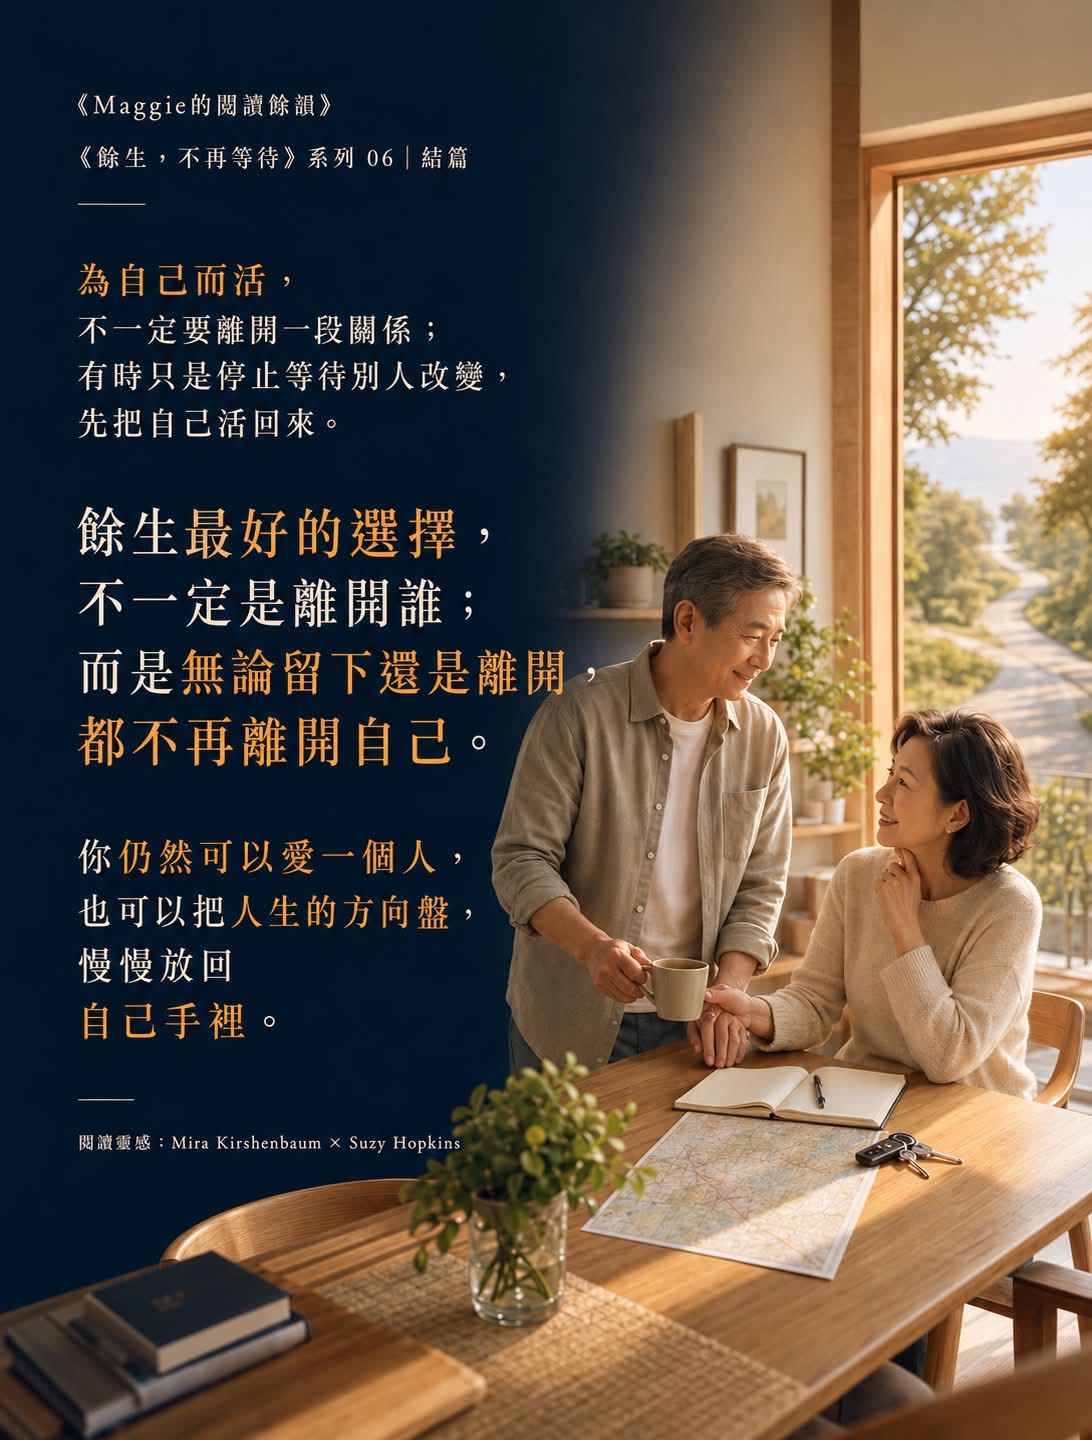 《Maggie的閱讀餘韻》
《餘生，不再等待》系列 06｜結篇
為自己而活，
不一定要離開一段關係；
有時只是停止等待別人改變，
先把自己活回來。
餘生最好的選擇，
不一定是離開誰；
而是無論留下還是離開，
都不再離開自己。
你仍然可以愛一個人，
也可以把人生的方向盤，
慢慢放回
自己手裡。
閱讀靈感：Mira Kirshenbaum × Suzy Hopkins